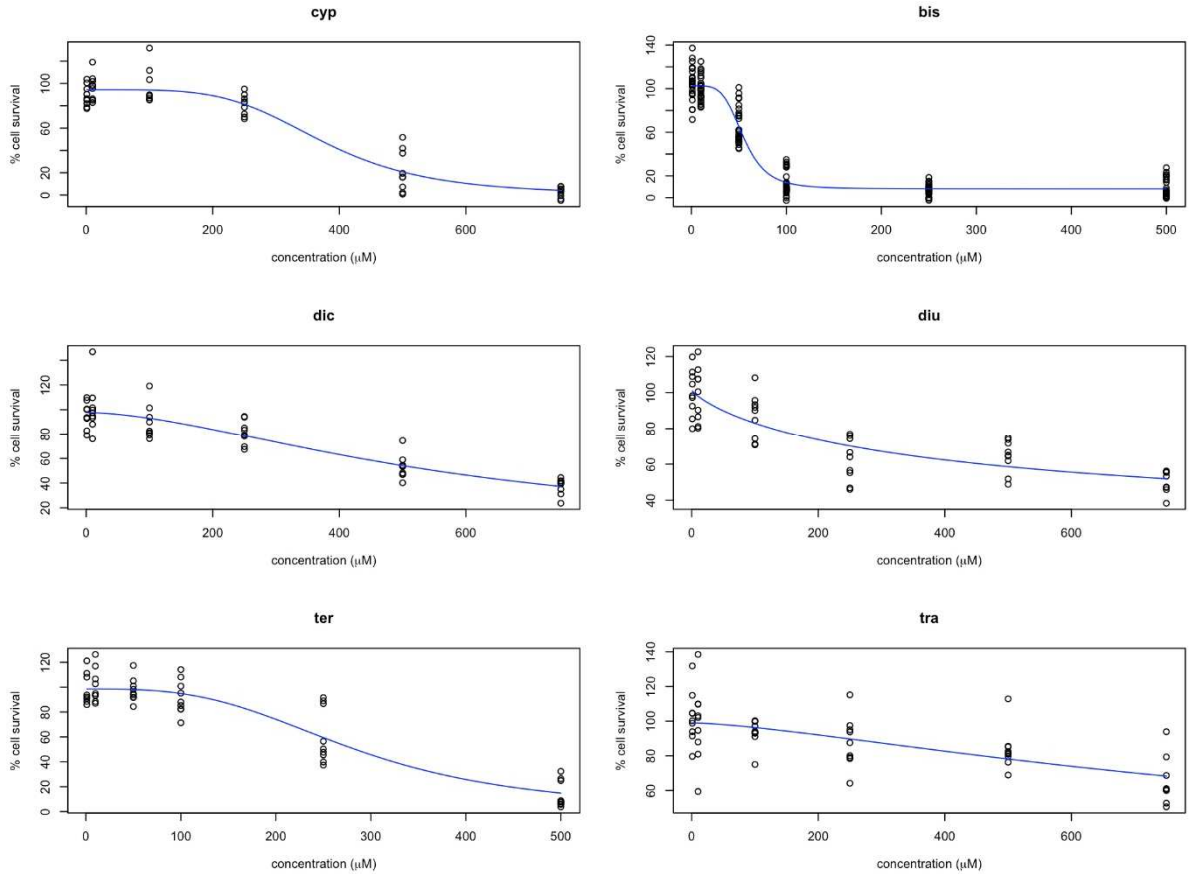 cyp
% cell survival
0 20 60 100
0 200 400 600
concentration (μM)
bis
% cell survival
0 20 60 100 140
0 100 200 300 400 500
concentration (μM)
dic
% cell survival
20 40 60 80 120
0 200 400 600
concentration (μM)
diu
% cell survival
40 60 80 100 120
0 200 400 600
concentration (μM)
ter
% cell survival
0 20 40 60 80 120
0 100 200 300 400 500
concentration (μM)
tra
% cell survival
60 80 100 120 140
0 200 400 600
concentration (μM)